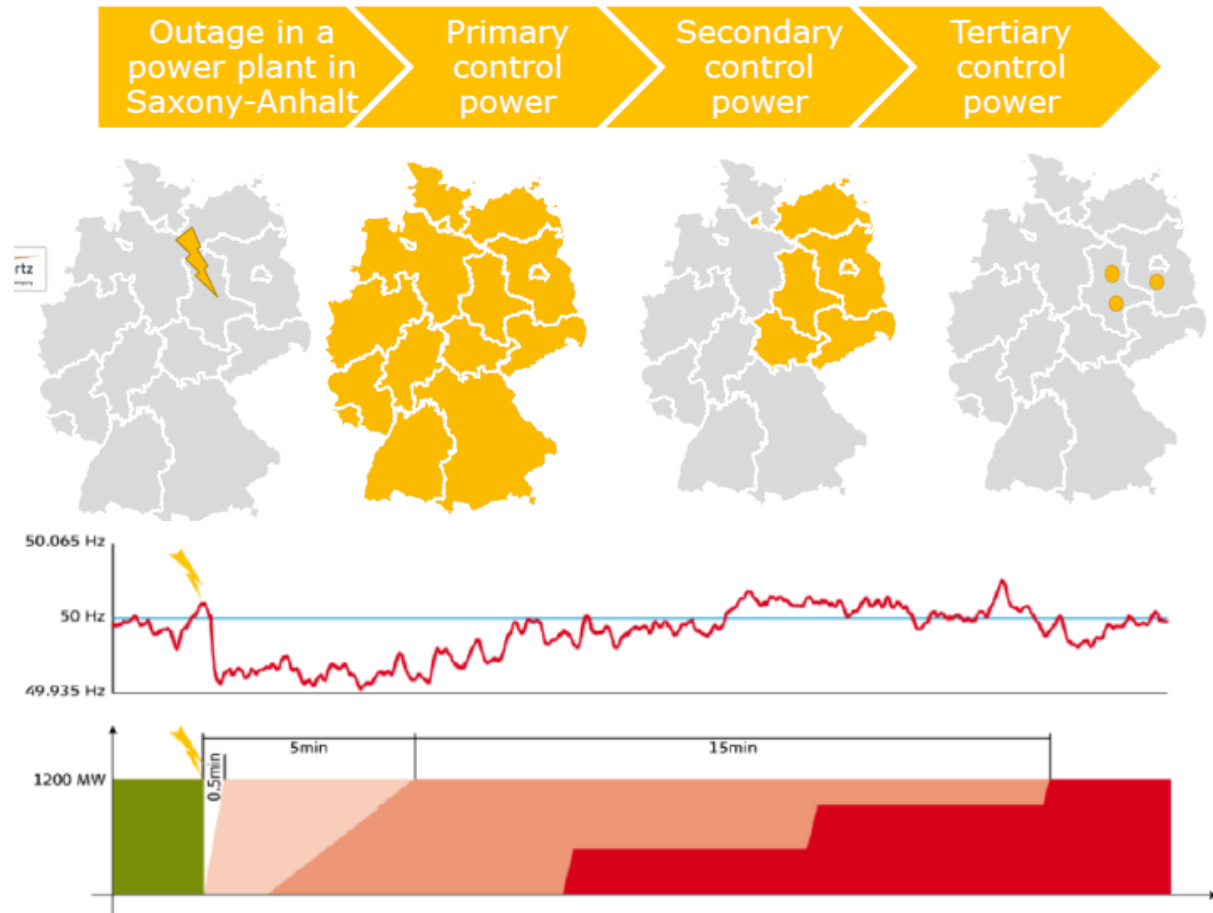 Outage in a
power plant in
Saxony-Anhalt
Primary
control
power
Secondary
control
power
Tertiary
control
power
50.065 Hz
50 Hz
49.935 Hz
5min
15min
0.5min
1200 MW